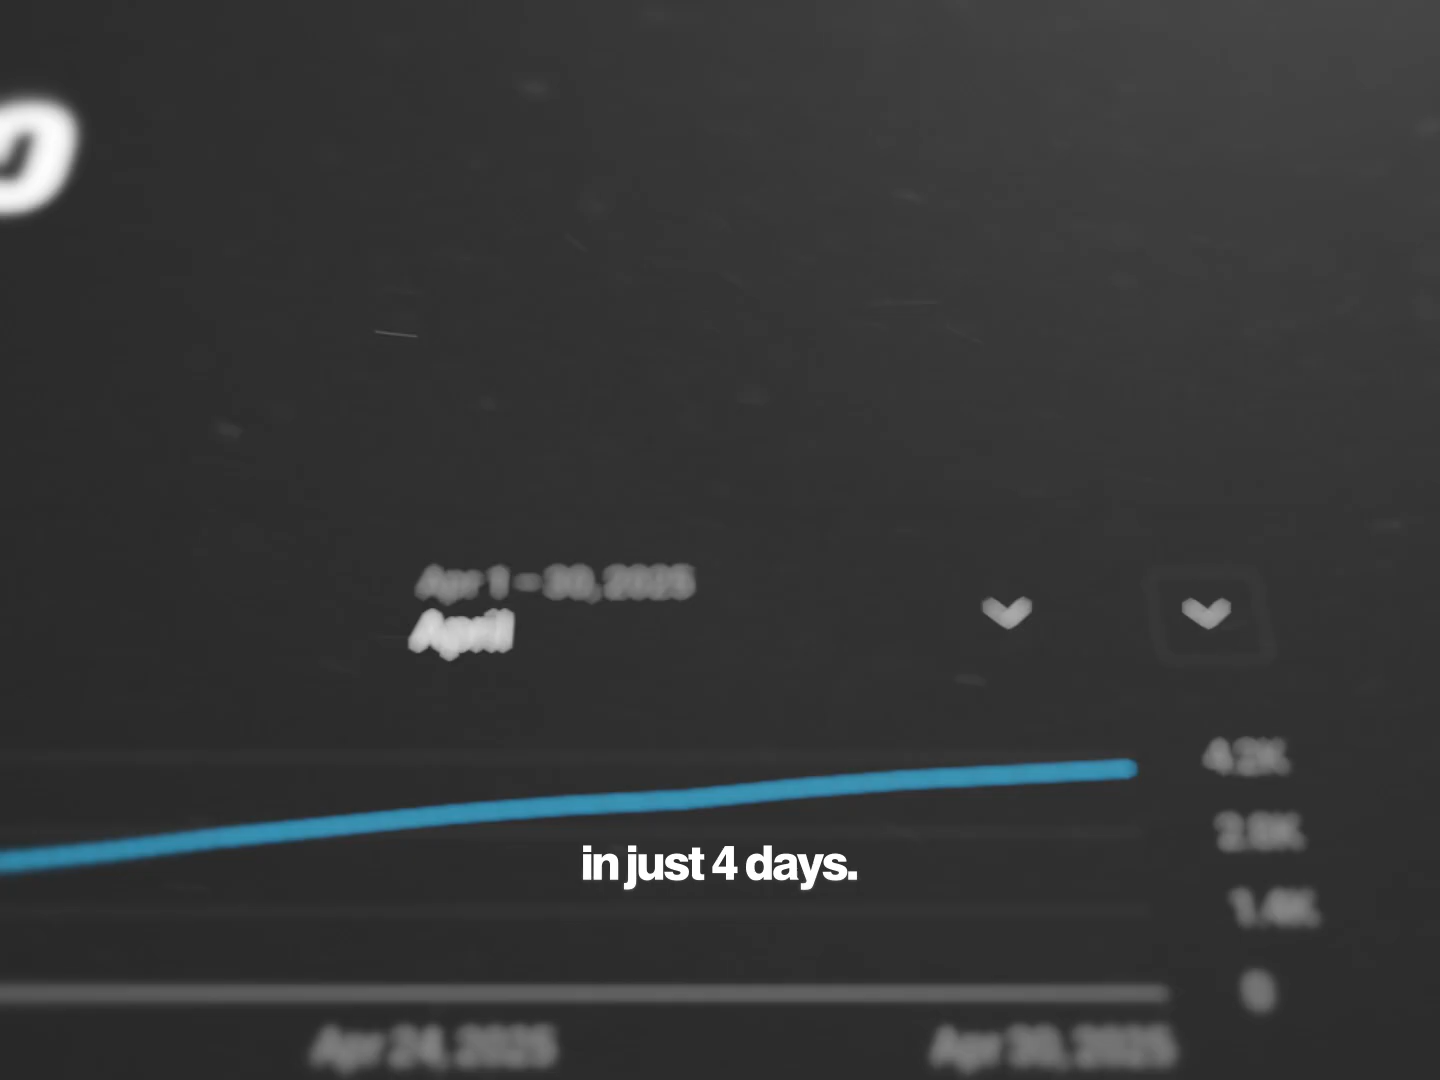 Apr 1 – 30, 2025
April
4.2K
2.8K
in just 4 days.
1.4K
0
Apr 24, 2025
Apr 30, 2025